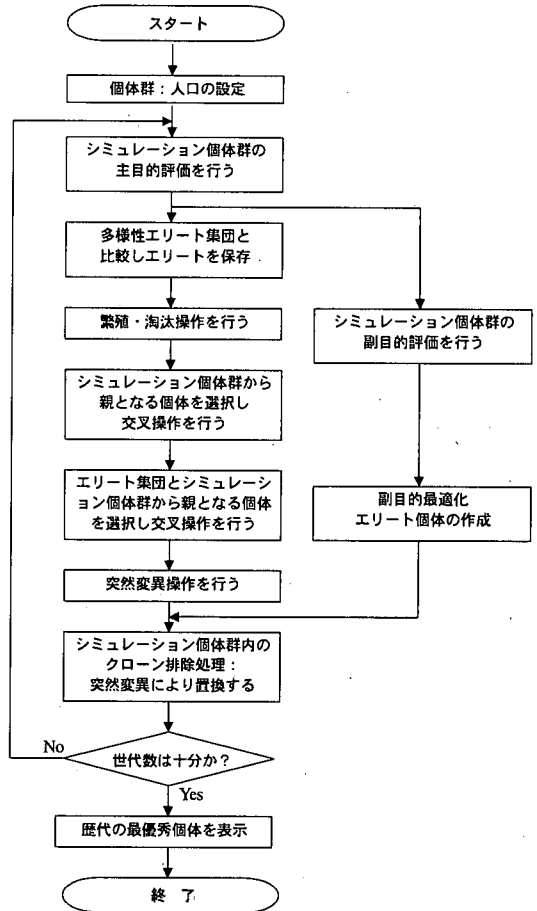 スタート
個体群：人口の設定
シミュレーション個体群の
主目的評価を行う
多様性エリート集団と
比較しエリートを保存
繁殖・淘汰操作を行う
シミュレーション個体群の
副目的評価を行う
シミュレーション個体群から
親となる個体を選択し
交叉操作を行う
エリート集団とシミュレーシ
ョン個体群から親となる個体
を選択し交叉操作を行う
副目的最適化
エリート個体の作成
突然変異操作を行う
シミュレーション個体群内の
クローン排除処理：
突然変異により置換する
No
世代数は十分か？
Yes
歴代の最優秀個体を表示
終　了